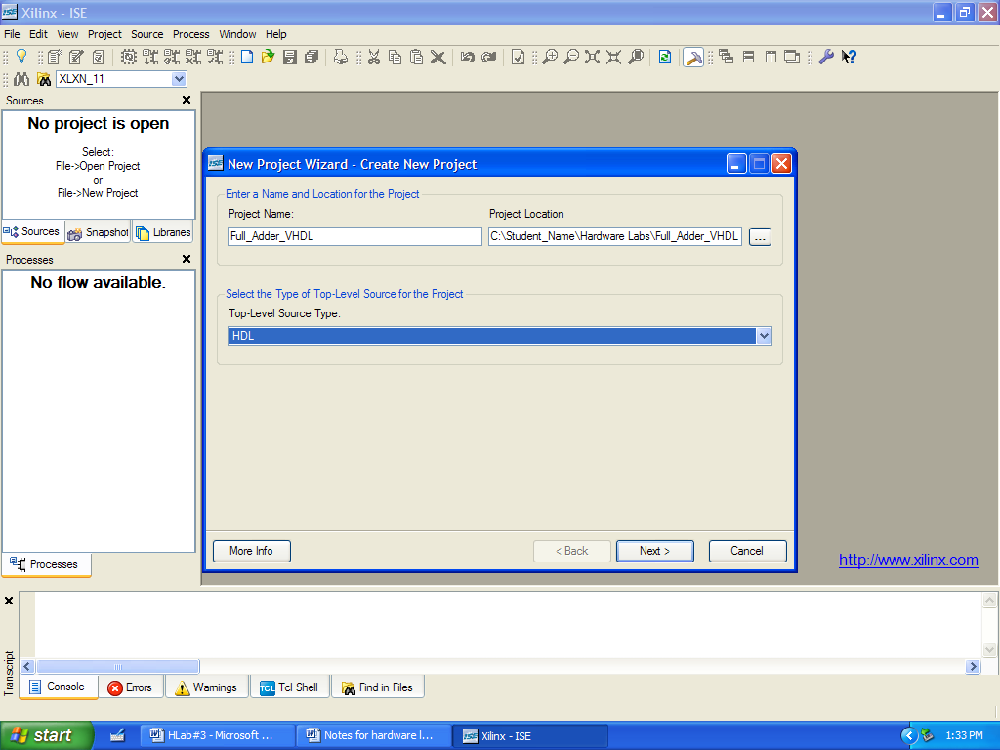 Xilinx - ISE
File Edit View Project Source Process Window Help
XLXN_11
Sources
No project is open
Select:
File->Open Project
or
File->New Project
Sources Snapshot Libraries
Processes
No flow available.
Processes
ISE New Project Wizard - Create New Project
Enter a Name and Location for the Project
Project Name: Project Location
Full_Adder_VHDL C:\Student_Name\Hardware Labs\Full_Adder_VHDL ...
Select the Type of Top-Level Source for the Project
Top-Level Source Type:
HDL
More Info < Back Next > Cancel
http://www.xilinx.com
Transcript
Console Errors Warnings TCL Tcl Shell Find in Files
start HLab#3 - Microsoft ... Notes for hardware l... Xilinx - ISE 1:33 PM